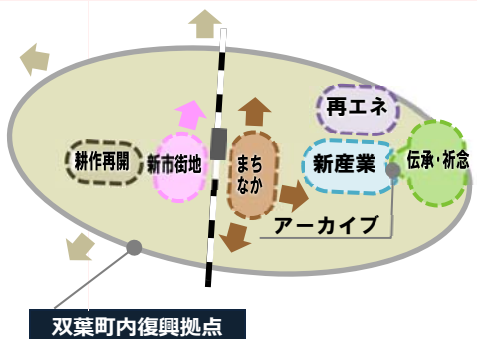 再エネ
耕作再開
新市街地
まち
なか
新産業
伝承・祈念
アーカイブ
双葉町内復興拠点